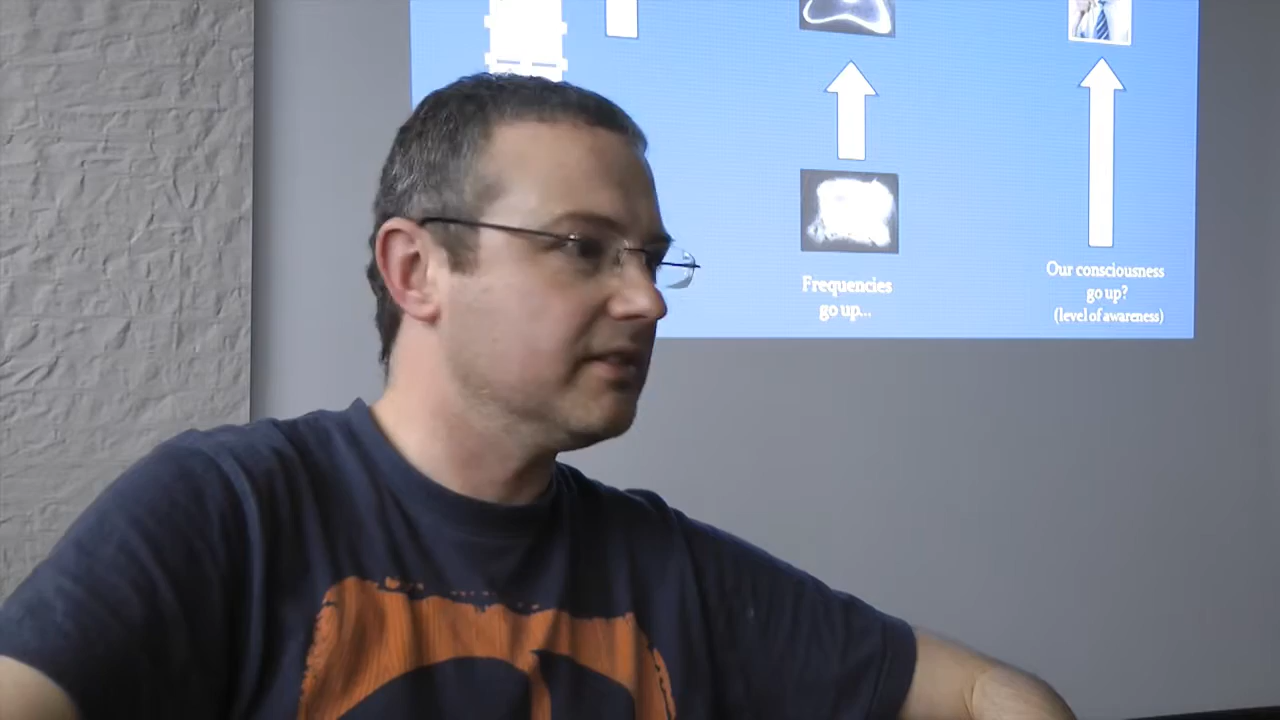 Frequencies
go up...
Our consciousness
go up?
(level of awareness)